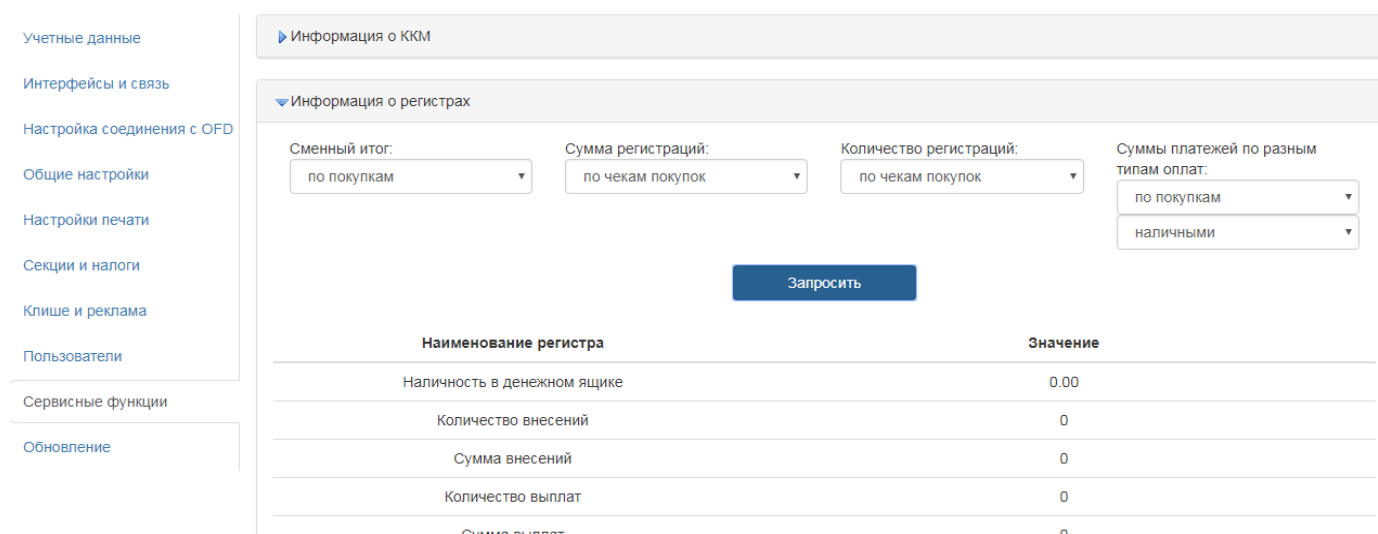 Учетные данные
Интерфейсы и связь
Настройка соединения с OFD
Общие настройки
Настройки печати
Секции и налоги
Клише и реклама
Пользователи
Сервисные функции
Обновление
Информация о ККМ
Информация о регистрах
Сменный итог:
по покупкам
Сумма регистраций:
по чекам покупок
Количество регистраций:
по чекам покупок
Суммы платежей по разным
типам оплат:
по покупкам
наличными
Запросить
Наименование регистра Значение
Наличность в денежном ящике 0.00
Количество внесений 0
Сумма внесений 0
Количество выплат 0
Сумма выплат 0